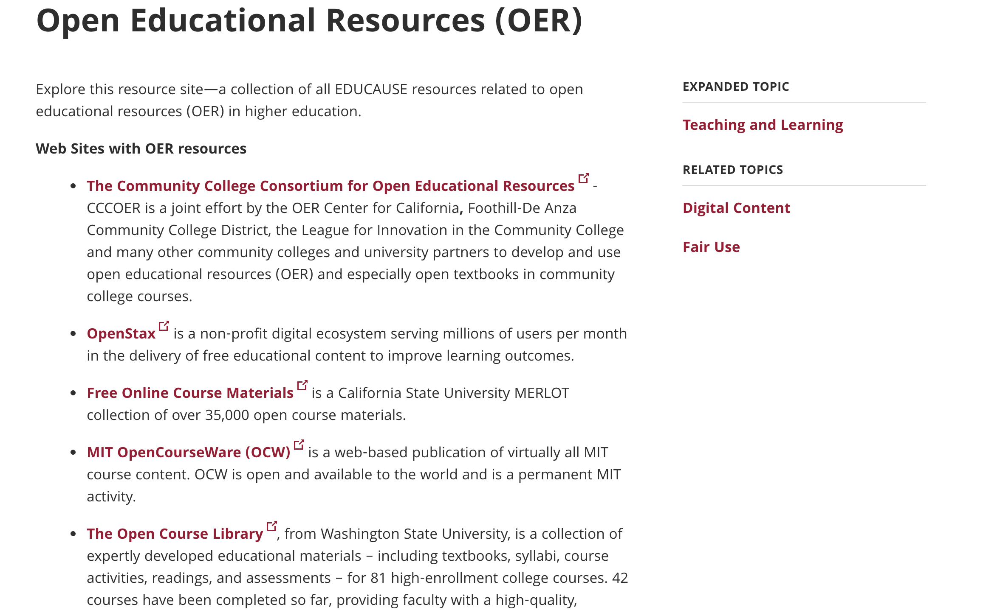 Open Educational Resources (OER)
Explore this resource site—a collection of all EDUCAUSE resources related to open
educational resources (OER) in higher education.
Web Sites with OER resources
• The Community College Consortium for Open Educational Resources -
CCCOER is a joint effort by the OER Center for California, Foothill-De Anza
Community College District, the League for Innovation in the Community College
and many other community colleges and university partners to develop and use
open educational resources (OER) and especially open textbooks in community
college courses.
• OpenStax is a non-profit digital ecosystem serving millions of users per month
in the delivery of free educational content to improve learning outcomes.
• Free Online Course Materials is a California State University MERLOT
collection of over 35,000 open course materials.
• MIT OpenCourseWare (OCW) is a web-based publication of virtually all MIT
course content. OCW is open and available to the world and is a permanent MIT
activity.
• The Open Course Library, from Washington State University, is a collection of
expertly developed educational materials – including textbooks, syllabi, course
activities, readings, and assessments – for 81 high-enrollment college courses. 42
courses have been completed so far, providing faculty with a high-quality,
EXPANDED TOPIC
Teaching and Learning
RELATED TOPICS
Digital Content
Fair Use